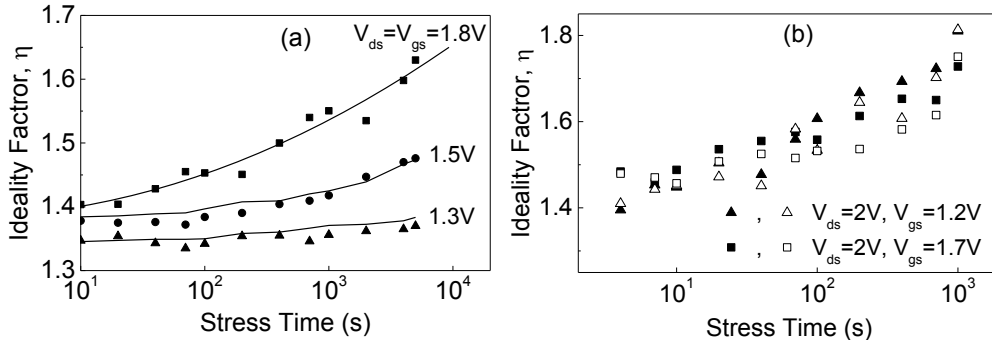 (a)
V_ds=V_gs=1.8V
1.5V
1.3V
1.7
1.6
1.5
1.4
1.3
10^1 10^2 10^3 10^4
Stress Time (s)
Ideality Factror, η
(b)
1.8
1.6
1.4
10^1 10^2 10^3
Stress Time (s)
Ideality Factror, η
, V_ds=2V, V_gs=1.2V
, V_ds=2V, V_gs=1.7V